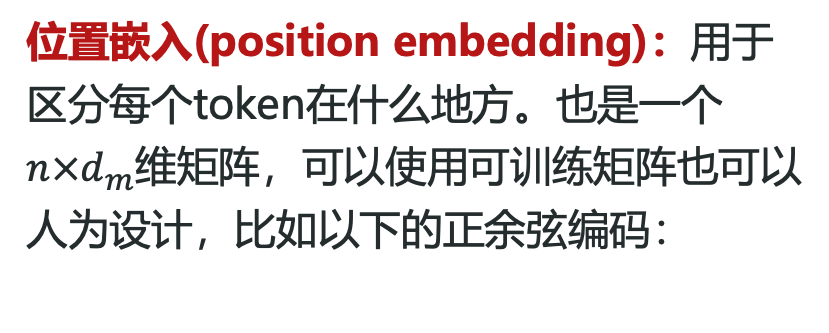 位置嵌入(position embedding)：用于
区分每个token在什么地方。也是一个
n×dₘ维矩阵，可以使用可训练矩阵也可以
人为设计，比如以下的正余弦编码：